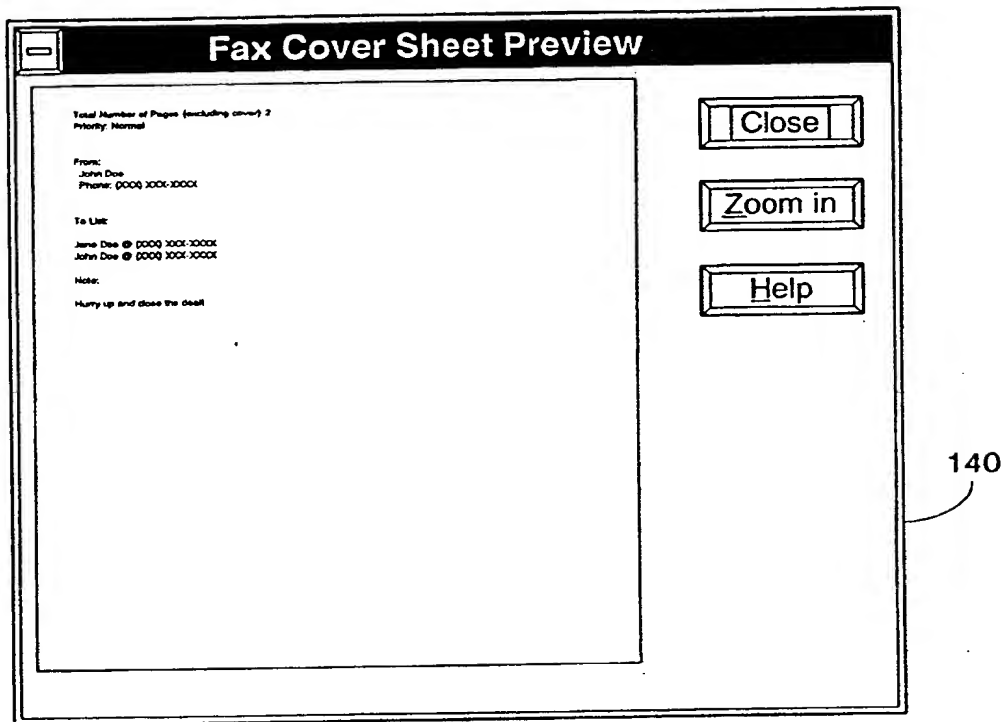 Fax Cover Sheet Preview
Total Number of Pages (excluding cover) 2
Priority: Normal
From:
John Doe
Phone: (XXX) XXX-XXXX
To List:
Jane Doe @ (XXX) XXX-XXXX
John Doe @ (XXX) XXX-XXXX
Note:
Hurry up and close the deal!
Close
Zoom in
Help
140